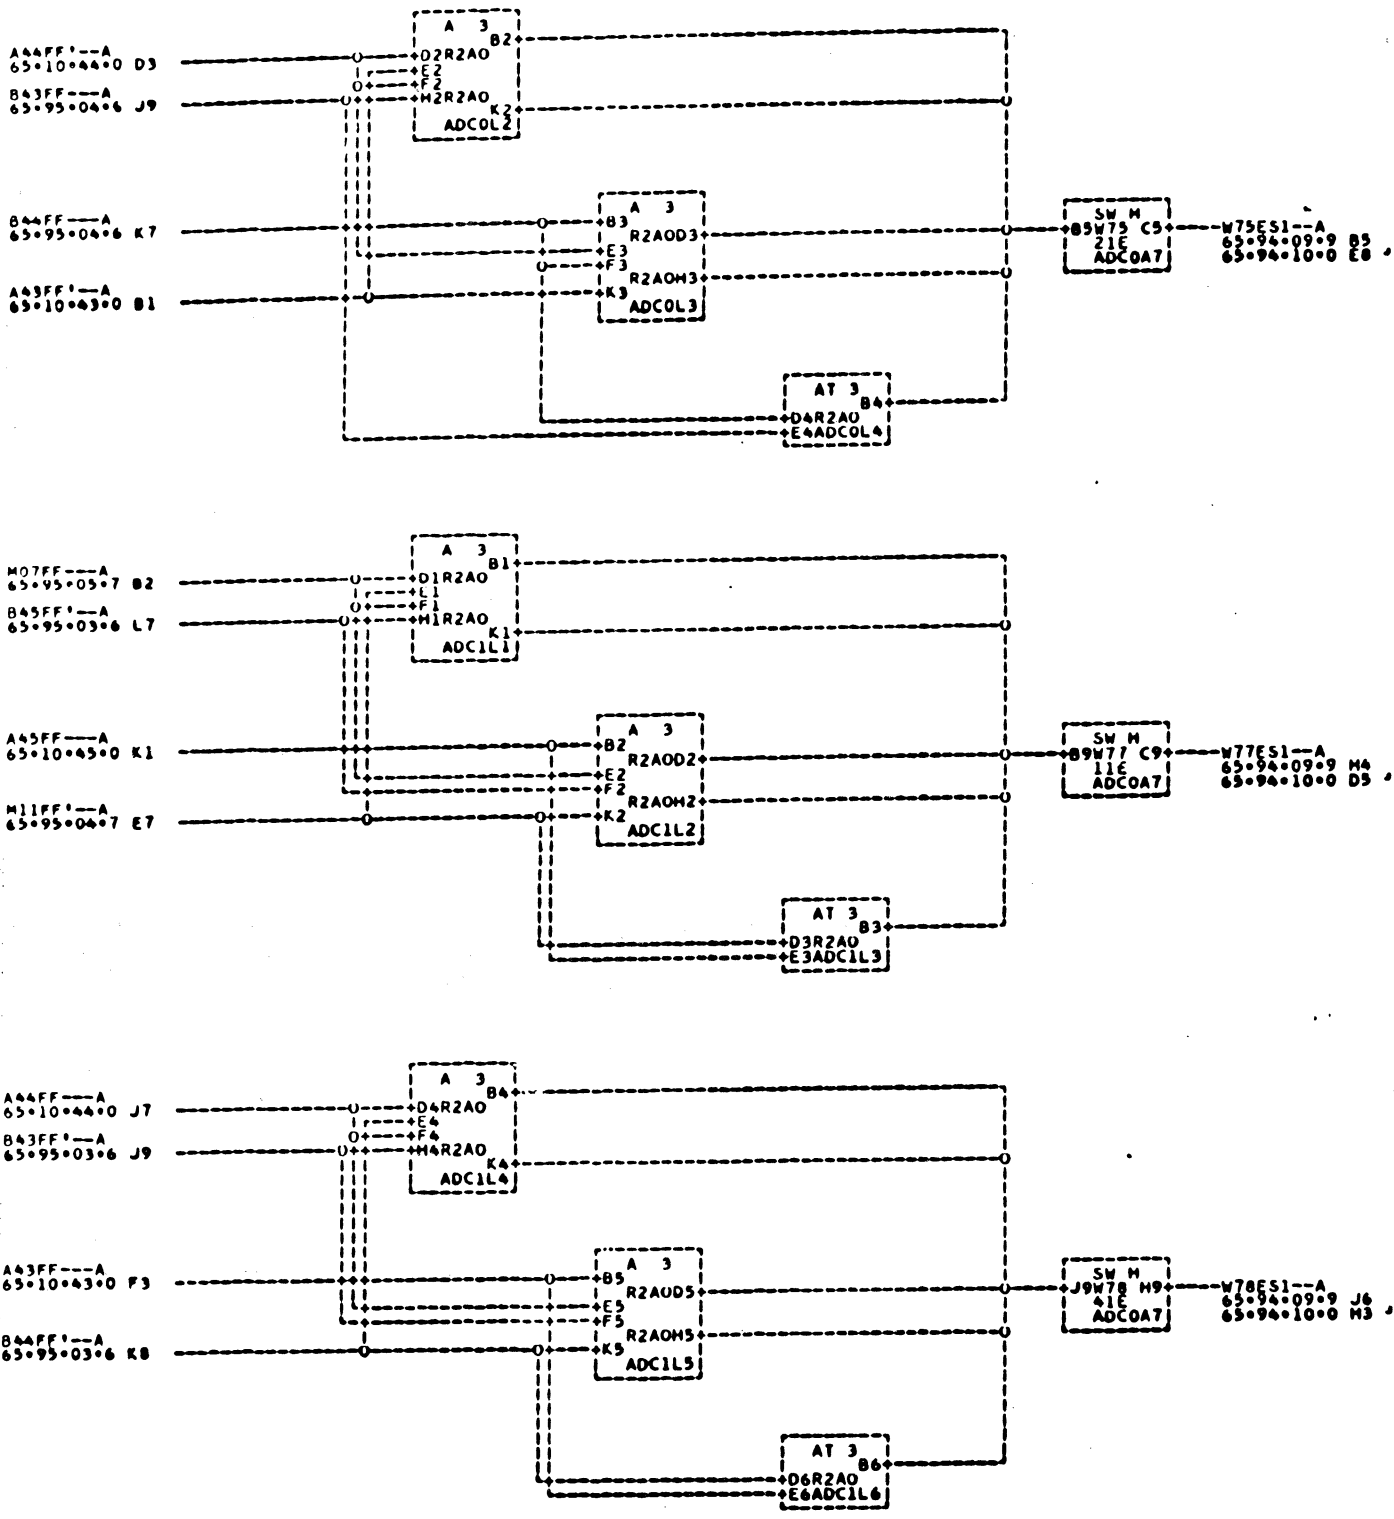 A 3
B2
A44FF'--A
65•10•44•0 D3
D2R2A0
E2
F2
B43FF---A
65•95•04•6 J9
H2R2A0
K2
ADC0L2
A 3
B44FF---A
65•95•04•6 K7
B3
R2A0D3
E3
F3
R2A0H3
A43FF'--A
65•10•43•0 B1
K3
ADC0L3
SW H
B5W75 C5
21E
ADC0A7
W75ES1--A
65•94•09•9 B5
65•94•10•0 E8
AT 3
B4
D4R2A0
E4ADC0L4
A 3
B1
M07FF---A
65•95•05•7 B2
D1R2A0
E1
F1
B45FF'--A
65•95•03•6 L7
H1R2A0
K1
ADC1L1
A 3
A45FF---A
65•10•45•0 K1
B2
R2A0D2
E2
F2
R2A0H2
M11FF'--A
65•95•04•7 E7
K2
ADC1L2
SW H
B9W77 C9
11E
ADC0A7
W77ES1--A
65•94•09•9 H4
65•94•10•0 D5
AT 3
B3
D3R2A0
E3ADC1L3
A 3
B4
A44FF---A
65•10•44•0 J7
D4R2A0
E4
F4
B43FF'--A
65•95•03•6 J9
H4R2A0
K4
ADC1L4
A 3
A43FF---A
65•10•43•0 F3
B5
R2A0D5
E5
F5
R2A0H5
B44FF'--A
65•95•03•6 K8
K5
ADC1L5
SW H
J9W78 H9
41E
ADC0A7
W78ES1--A
65•94•09•9 J6
65•94•10•0 H3
AT 3
B6
D6R2A0
E6ADC1L6